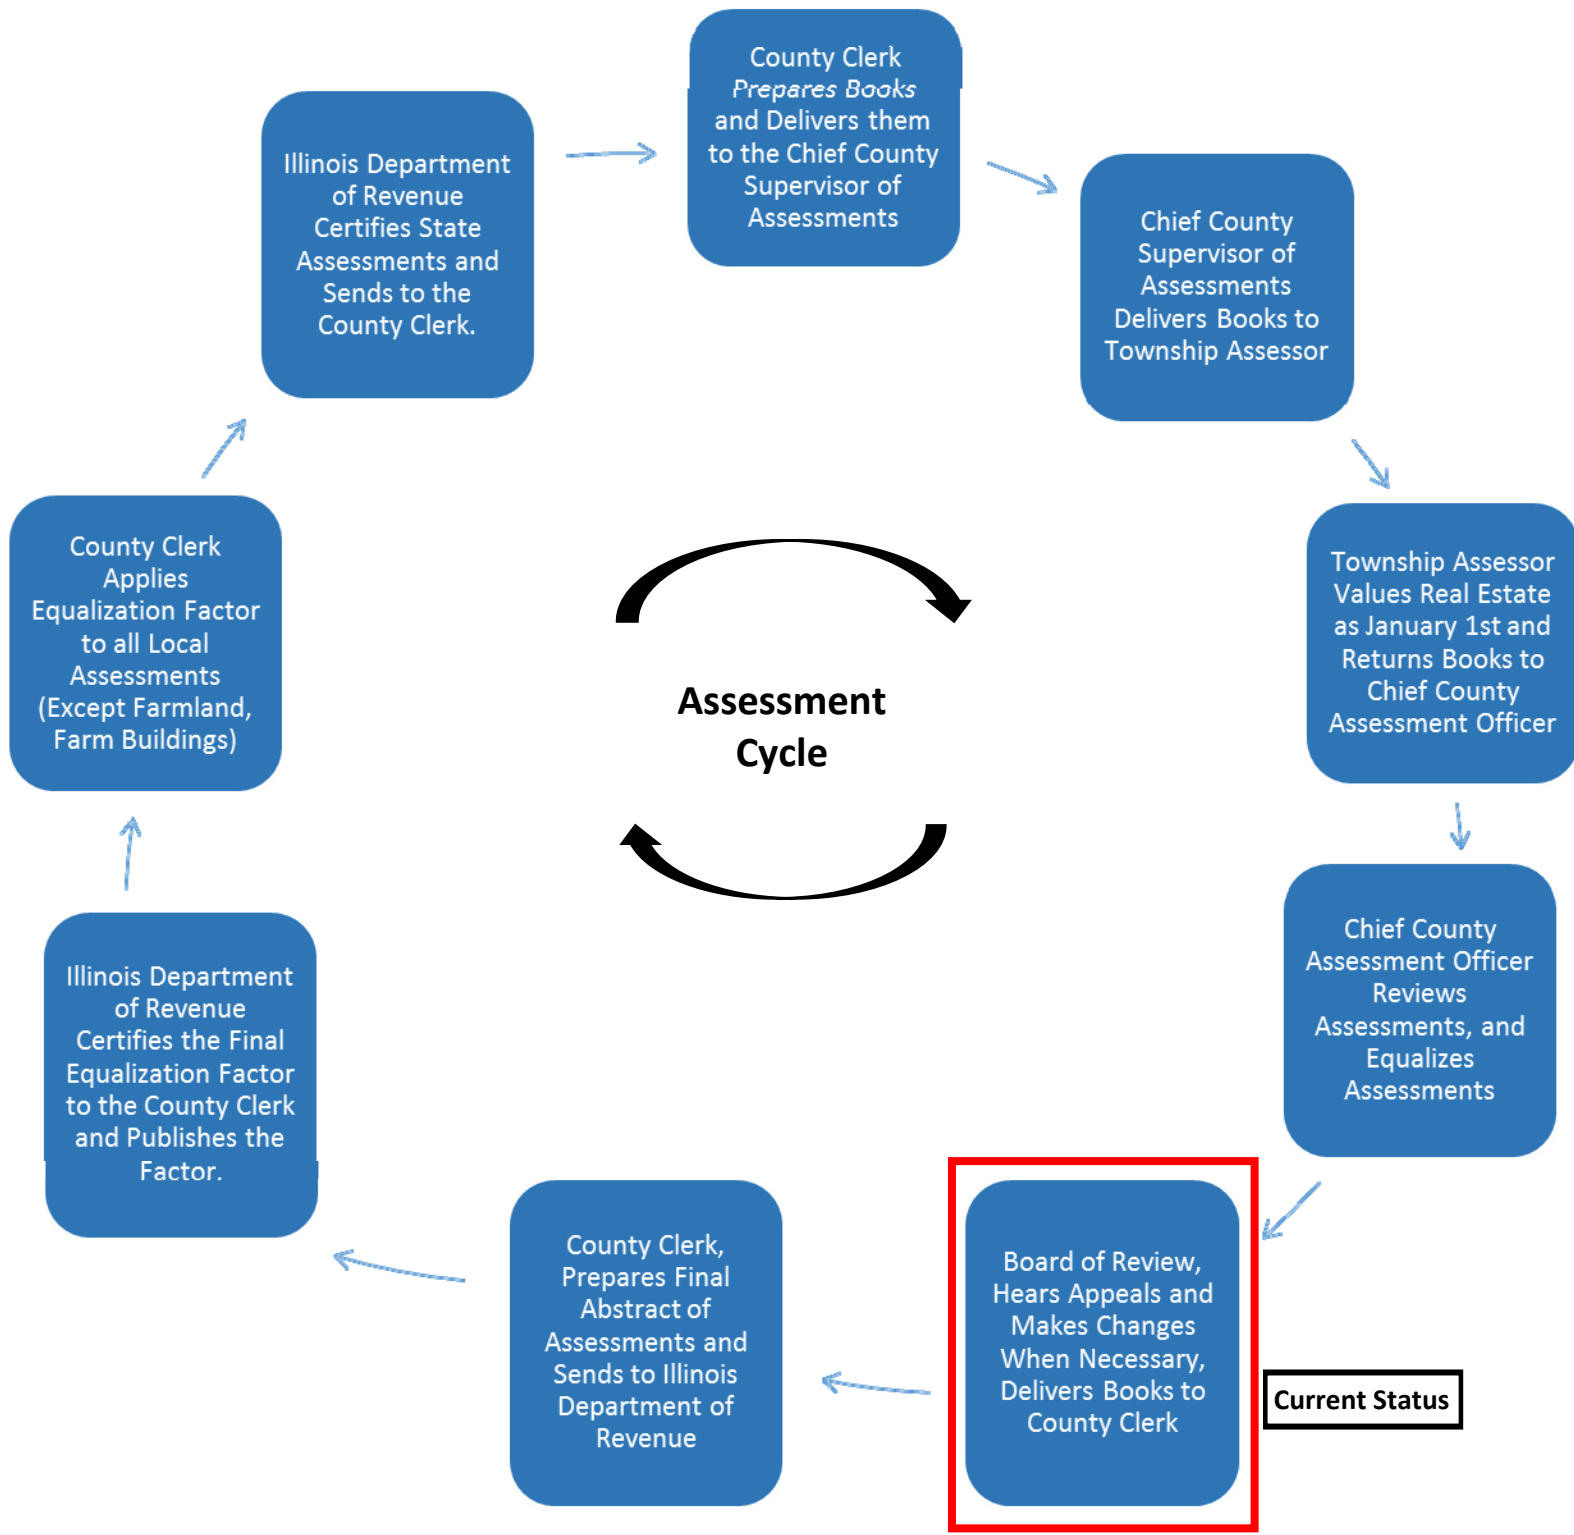 County Clerk
Prepares Books
and Delivers them
to the Chief County
Supervisor of
Assessments
Chief County
Supervisor of
Assessments
Delivers Books to
Township Assessor
Township Assessor
Values Real Estate
as January 1st and
Returns Books to
Chief County
Assessment Officer
Chief County
Assessment Officer
Reviews
Assessments, and
Equalizes
Assessments
Board of Review,
Hears Appeals and
Makes Changes
When Necessary,
Delivers Books to
County Clerk
Current Status
County Clerk,
Prepares Final
Abstract of
Assessments and
Sends to Illinois
Department of
Revenue
Illinois Department
of Revenue
Certifies the Final
Equalization Factor
to the County Clerk
and Publishes the
Factor.
County Clerk
Applies
Equalization Factor
to all Local
Assessments
(Except Farmland,
Farm Buildings)
Illinois Department
of Revenue
Certifies State
Assessments and
Sends to the
County Clerk.
Assessment
Cycle